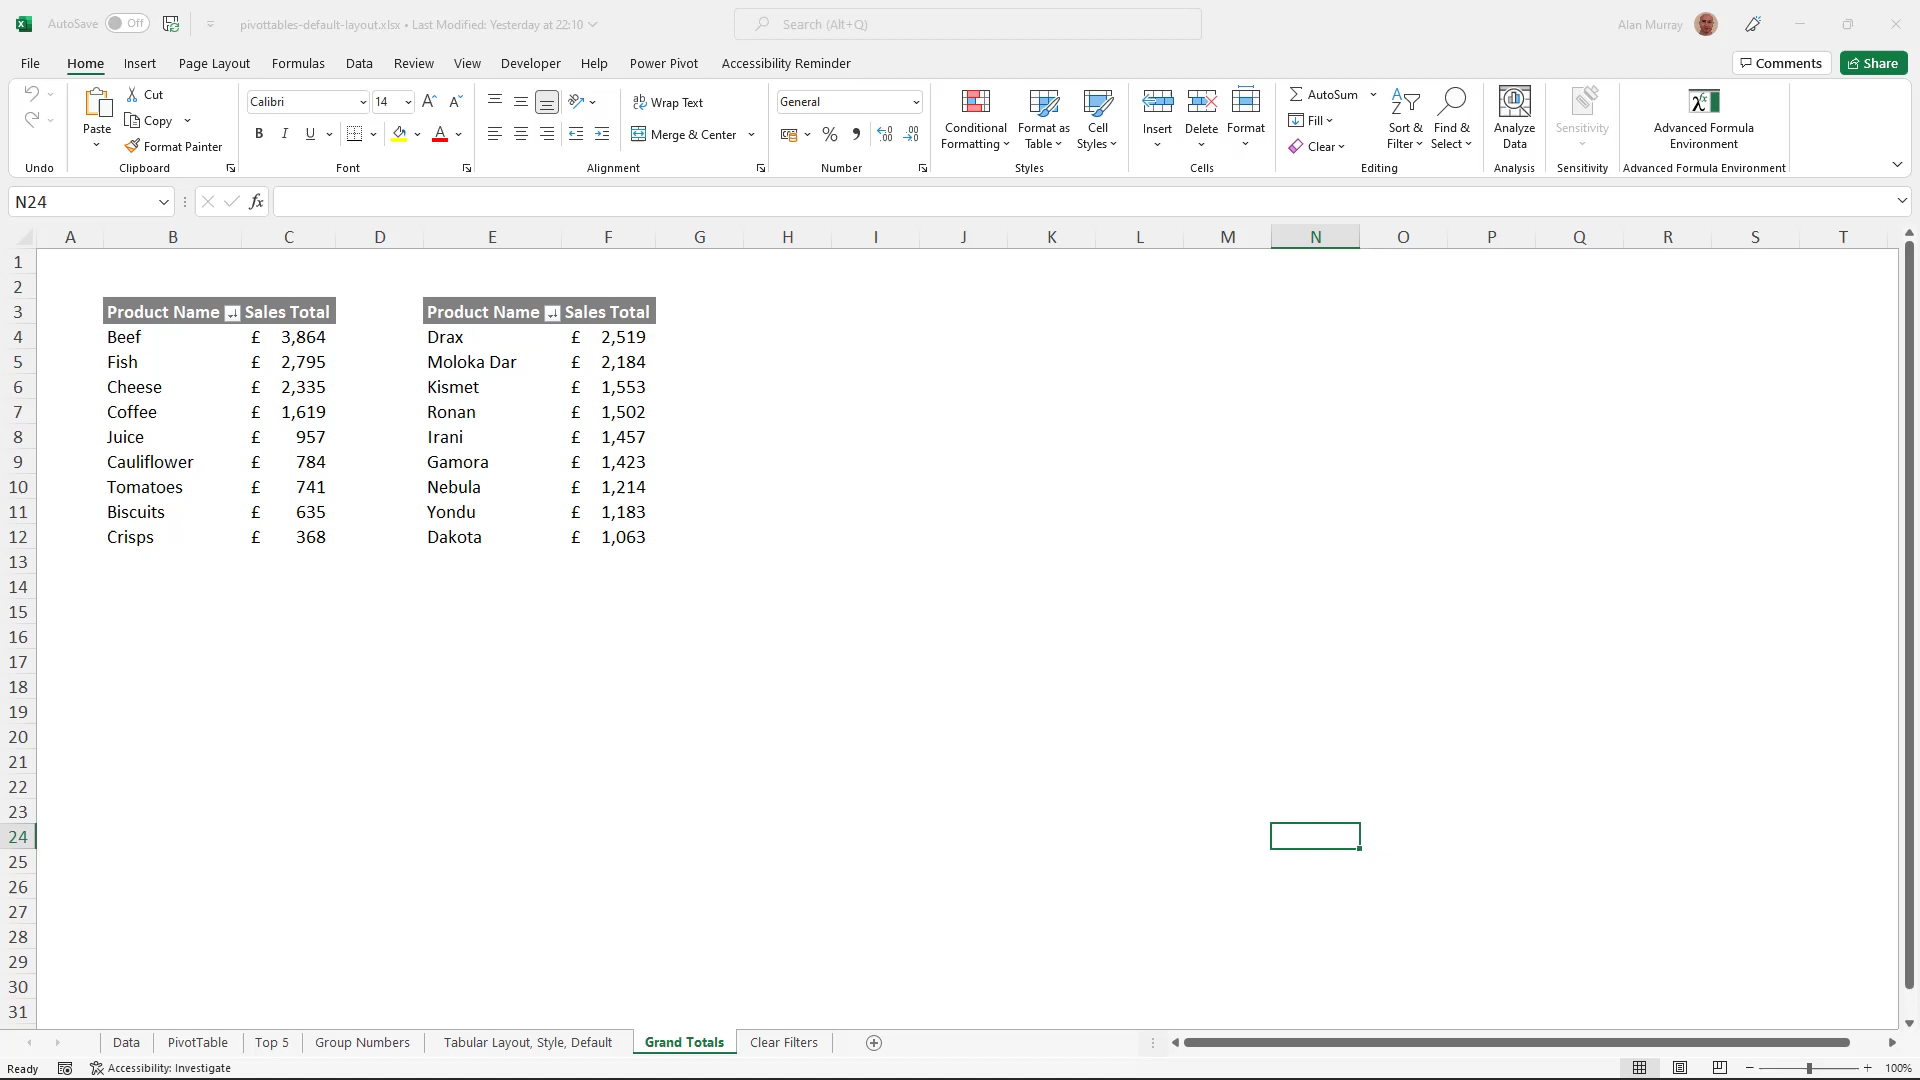 AutoSave Off pivottables-default-layout.xlsx • Last Modified: Yesterday at 22:10 Search (Alt+Q) Alan Murray
File Home Insert Page Layout Formulas Data Review View Developer Help Power Pivot Accessibility Reminder Comments Share
Paste Cut Copy Format Painter
Calibri 14
B I U A
ab Wrap Text
Merge & Center
General
% 
Conditional Formatting Format as Table Cell Styles
Insert Delete Format
AutoSum Fill Clear
Sort & Filter Find & Select
Analyze Data
Sensitivity
Advanced Formula Environment
Undo Clipboard Font Alignment Number Styles Cells Editing Analysis Sensitivity Advanced Formula Environment
N24 fx
A B C D E F G H I J K L M N O P Q R S T
1
2
3 Product Name Sales Total Product Name Sales Total
4 Beef £ 3,864 Drax £ 2,519
5 Fish £ 2,795 Moloka Dar £ 2,184
6 Cheese £ 2,335 Kismet £ 1,553
7 Coffee £ 1,619 Ronan £ 1,502
8 Juice £ 957 Irani £ 1,457
9 Cauliflower £ 784 Gamora £ 1,423
10 Tomatoes £ 741 Nebula £ 1,214
11 Biscuits £ 635 Yondu £ 1,183
12 Crisps £ 368 Dakota £ 1,063
13
14
15
16
17
18
19
20
21
22
23
24
25
26
27
28
29
30
31
Data PivotTable Top 5 Group Numbers Tabular Layout, Style, Default Grand Totals Clear Filters
Ready Accessibility: Investigate 100%